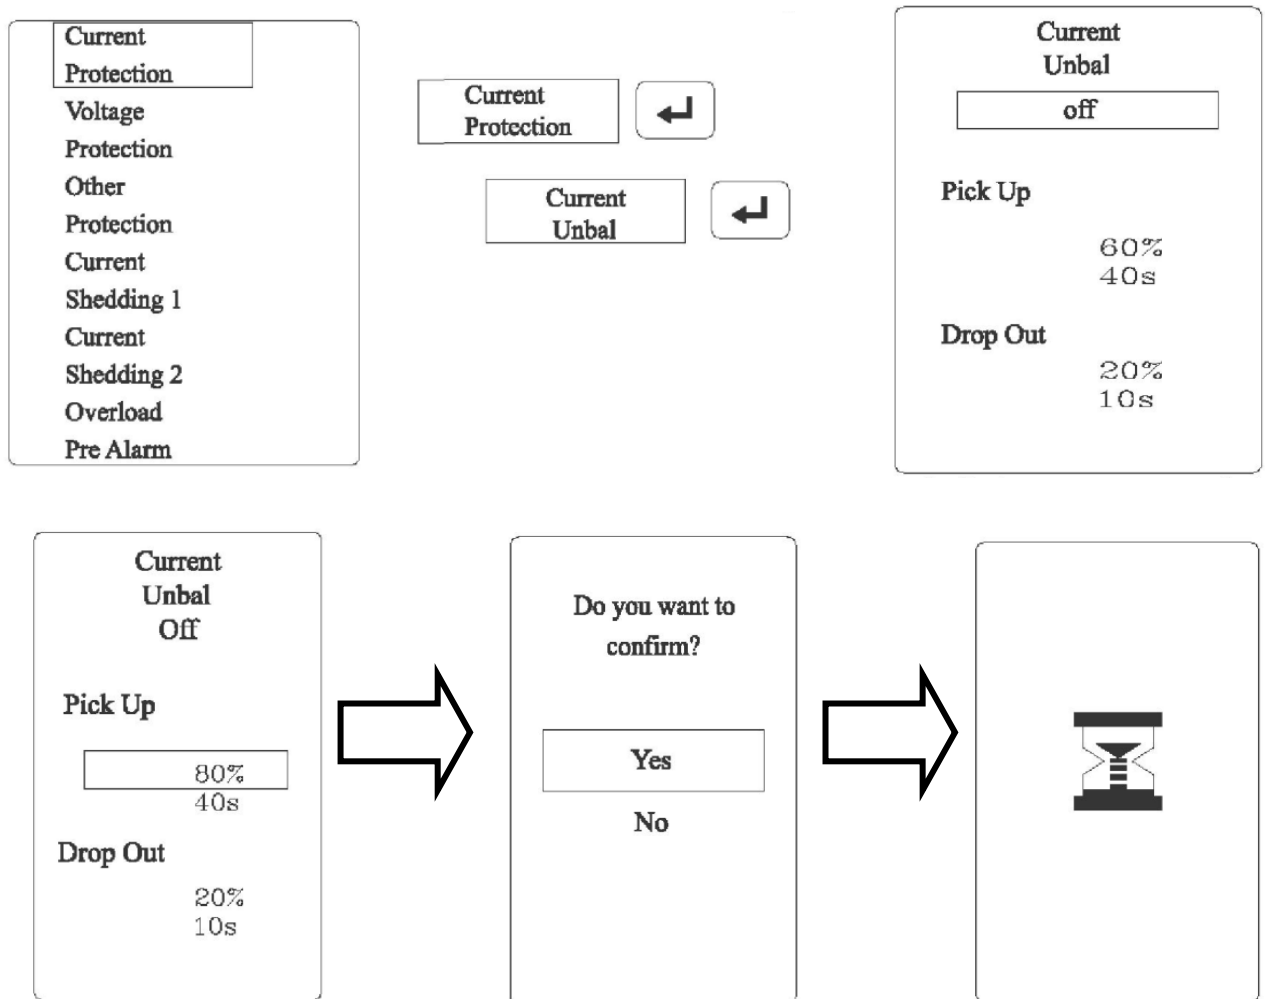 Current
Protection
Voltage
Protection
Other
Protection
Current
Shedding 1
Current
Shedding 2
Overload
Pre Alarm
Current
Protection
Current
Unbal
Current
Unbal
off
Pick Up
60%
40s
Drop Out
20%
10s
Current
Unbal
Off
Pick Up
80%
40s
Drop Out
20%
10s
Do you want to
confirm?
Yes
No